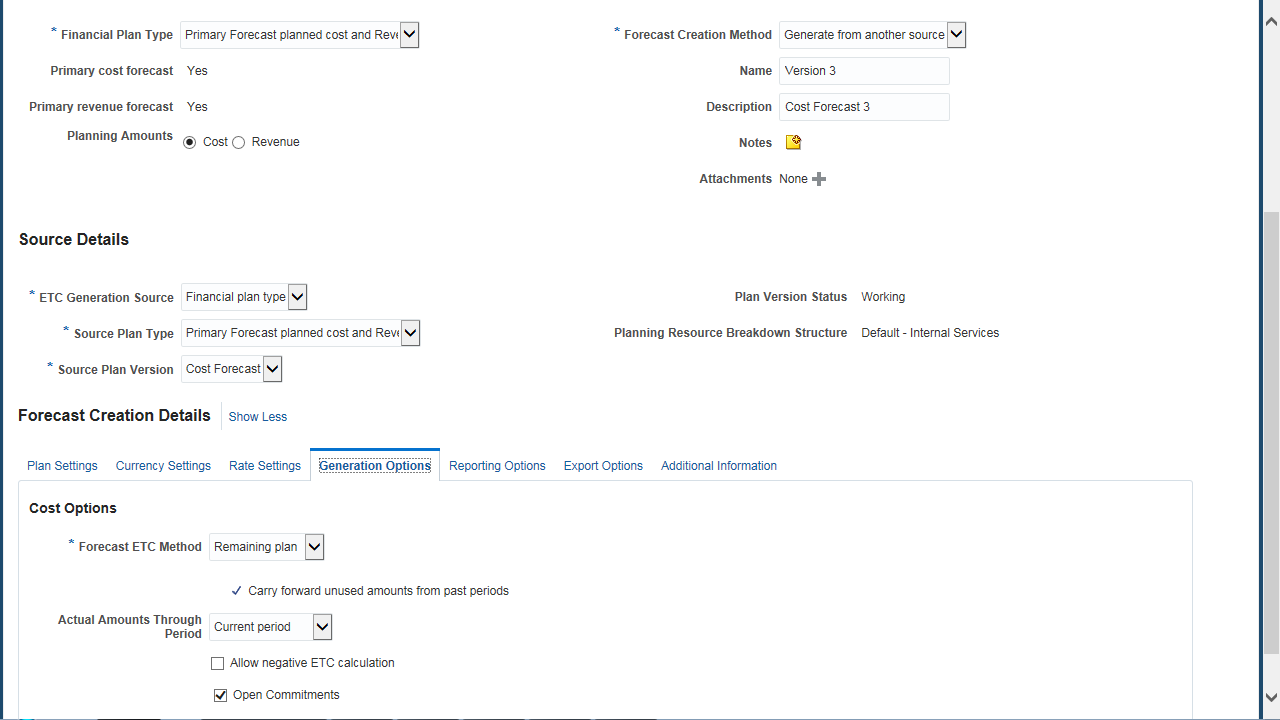 * Financial Plan Type Primary Forecast planned cost and Reve
* Forecast Creation Method Generate from another source
Primary cost forecast Yes
Name Version 3
Primary revenue forecast Yes
Description Cost Forecast 3
Planning Amounts Cost Revenue
Notes
Attachments None
Source Details
* ETC Generation Source Financial plan type
Plan Version Status Working
* Source Plan Type Primary Forecast planned cost and Reve
Planning Resource Breakdown Structure Default - Internal Services
* Source Plan Version Cost Forecast
Forecast Creation Details Show Less
Plan Settings Currency Settings Rate Settings Generation Options Reporting Options Export Options Additional Information
Cost Options
* Forecast ETC Method Remaining plan
Carry forward unused amounts from past periods
Actual Amounts Through
Period Current period
Allow negative ETC calculation
Open Commitments